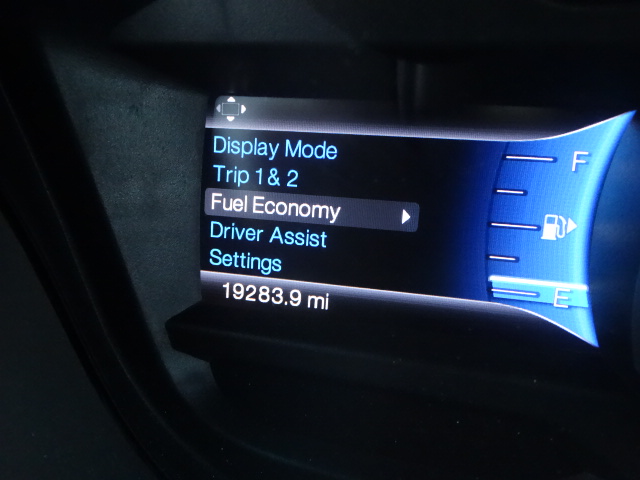 Display Mode
Trip 1 & 2
Fuel Economy
Driver Assist
Settings
19283.9 mi
F
E